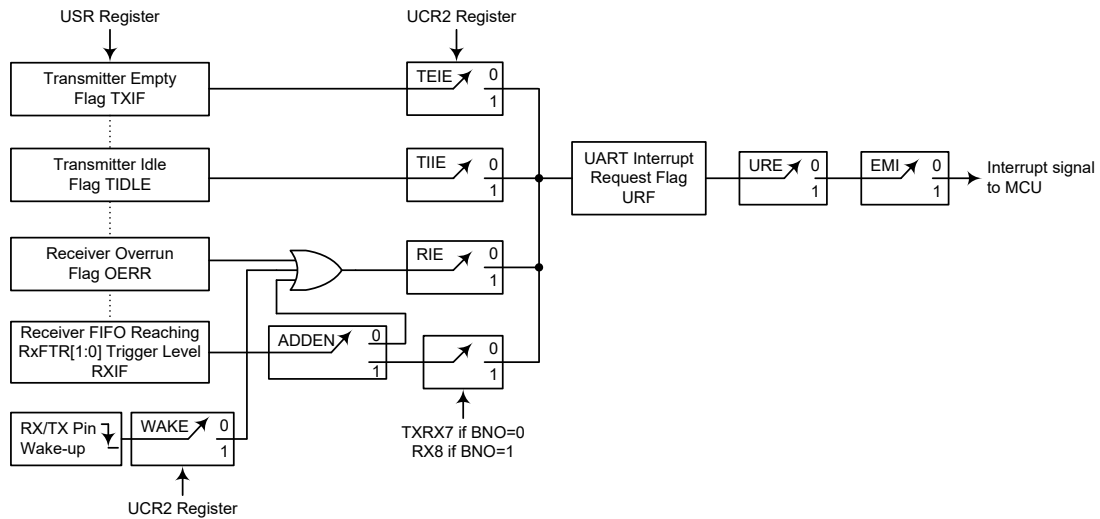 USR Register
UCR2 Register
Transmitter Empty
Flag TXIF
TEIE
0
1
Transmitter Idle
Flag TIDLE
TIIE
0
1
UART Interrupt
Request Flag
URF
URE
0
1
EMI
0
1
Interrupt signal
to MCU
Receiver Overrun
Flag OERR
RIE
0
1
Receiver FIFO Reaching
RxFTR[1:0] Trigger Level
RXIF
ADDEN
0
1
0
1
RX/TX Pin
Wake-up
WAKE
0
1
TXRX7 if BNO=0
RX8 if BNO=1
UCR2 Register